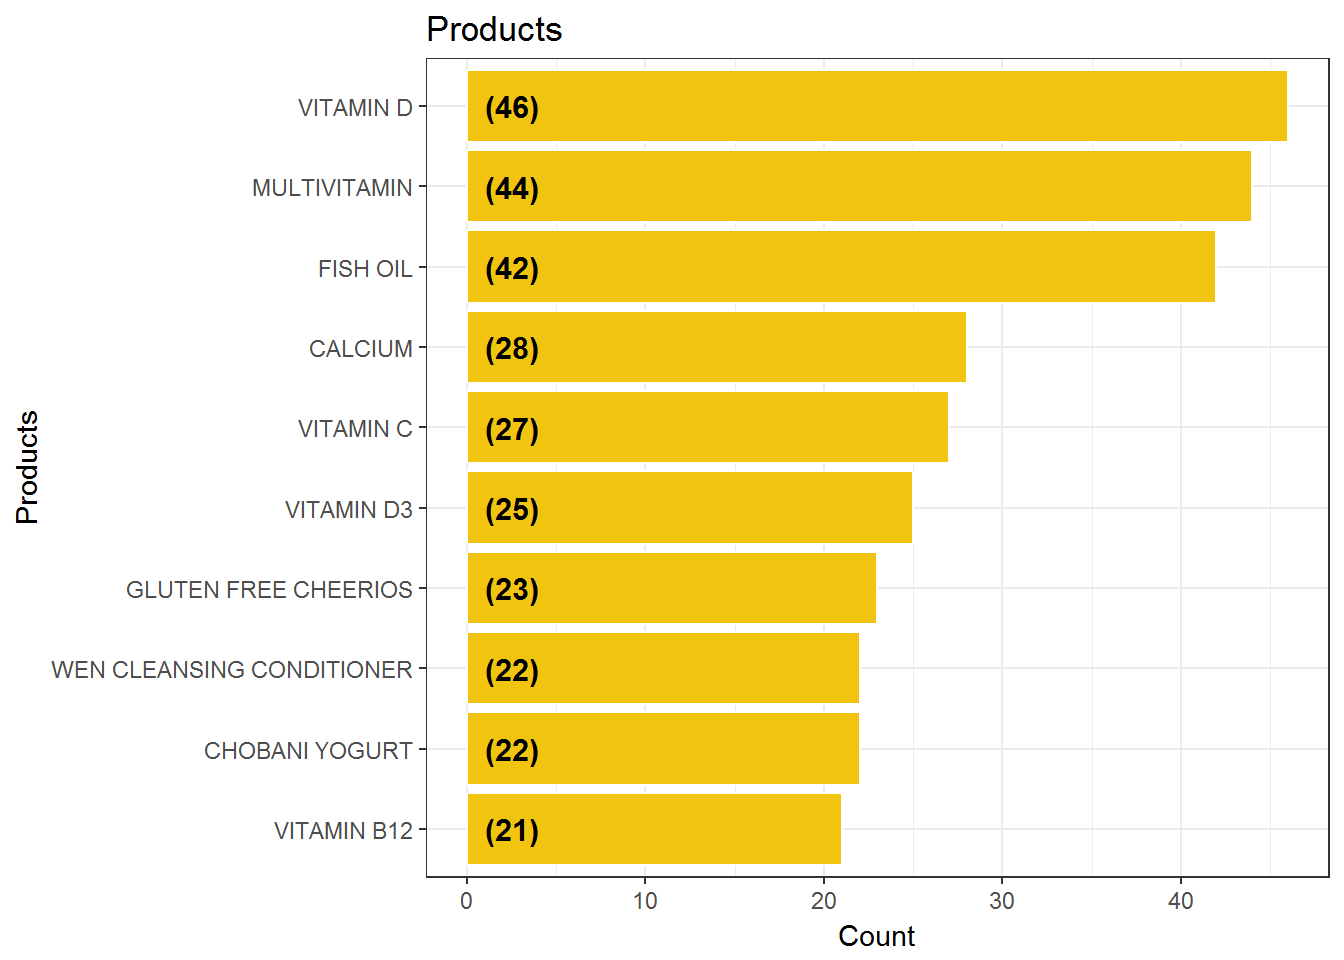 Products
VITAMIN D (46)
MULTIVITAMIN (44)
FISH OIL (42)
CALCIUM (28)
VITAMIN C (27)
VITAMIN D3 (25)
GLUTEN FREE CHEERIOS (23)
WEN CLEANSING CONDITIONER (22)
CHOBANI YOGURT (22)
VITAMIN B12 (21)
0 10 20 30 40
Count
Products